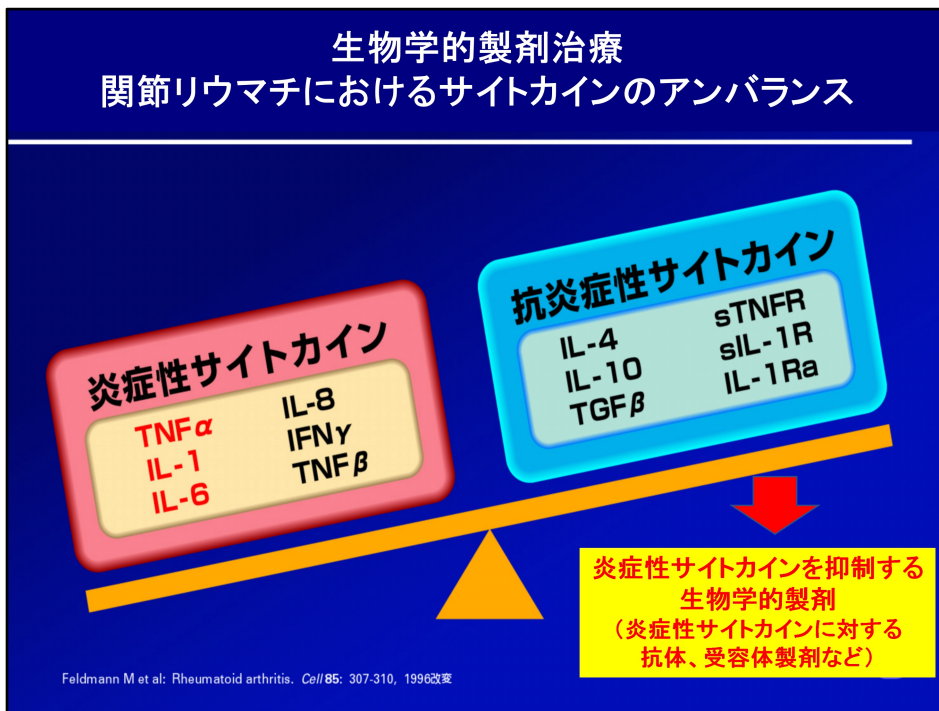 生物学的製剤治療
関節リウマチにおけるサイトカインのアンバランス
炎症性サイトカイン
TNFα
IL-1
IL-6
IL-8
IFNγ
TNFβ
抗炎症性サイトカイン
IL-4
IL-10
TGFβ
sTNFR
sIL-1R
IL-1Ra
炎症性サイトカインを抑制する
生物学的製剤
（炎症性サイトカインに対する
抗体、受容体製剤など）
Feldmann M et al: Rheumatoid arthritis. Cell 85: 307-310, 1996改変